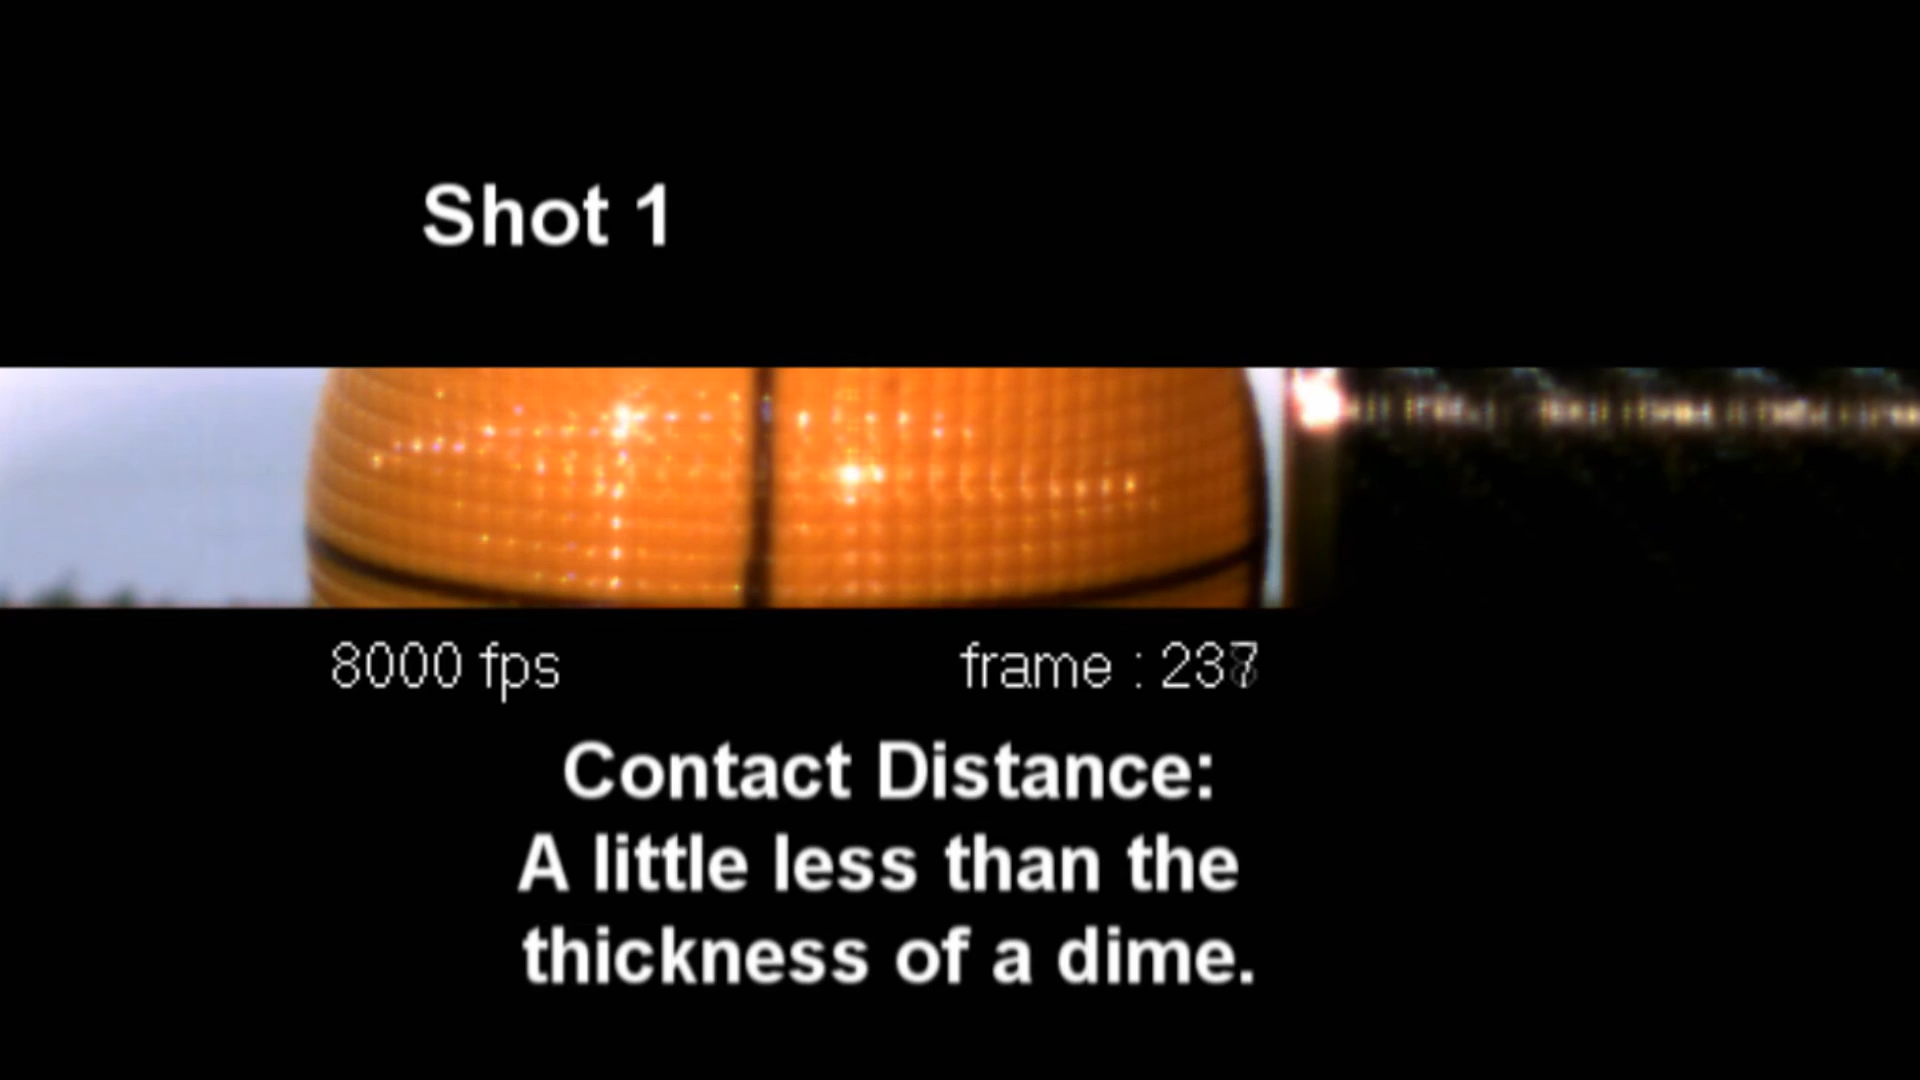 Shot 1
8000 fps
frame : 237
Contact Distance:
A little less than the
thickness of a dime.